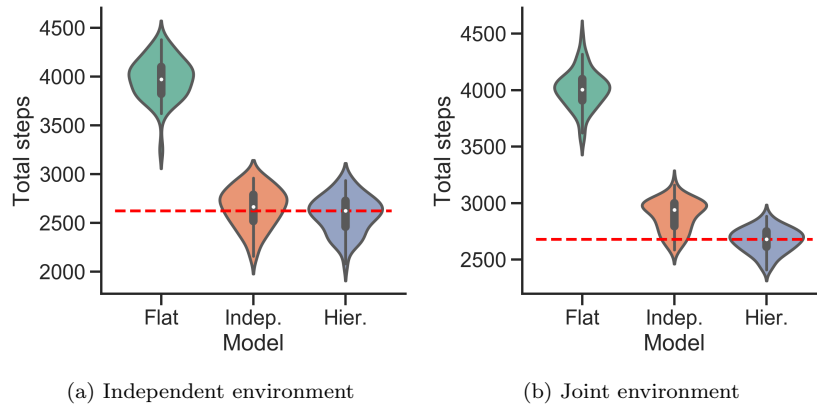 4500
4000
3500
3000
2500
2000
Total steps
Flat
Indep.
Hier.
Model
(a) Independent environment
4500
4000
3500
3000
2500
Total steps
Flat
Indep.
Hier.
Model
(b) Joint environment